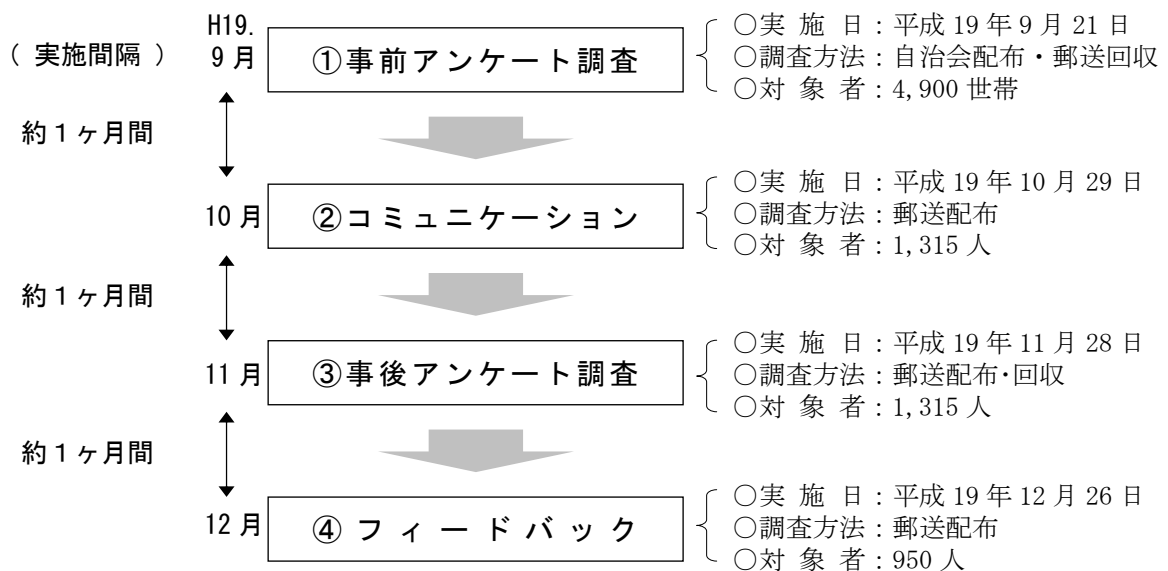 H19.
( 実施間隔 )
9月
①事前アンケート調査
○実 施 日：平成19年9月21日
○調査方法：自治会配布・郵送回収
○対 象 者：4,900世帯
約1ヶ月間
10月
②コミュニケーション
○実 施 日：平成19年10月29日
○調査方法：郵送配布
○対 象 者：1,315人
約1ヶ月間
11月
③事後アンケート調査
○実 施 日：平成19年11月28日
○調査方法：郵送配布･回収
○対 象 者：1,315人
約1ヶ月間
12月
④フィードバック
○実 施 日：平成19年12月26日
○調査方法：郵送配布
○対 象 者：950人